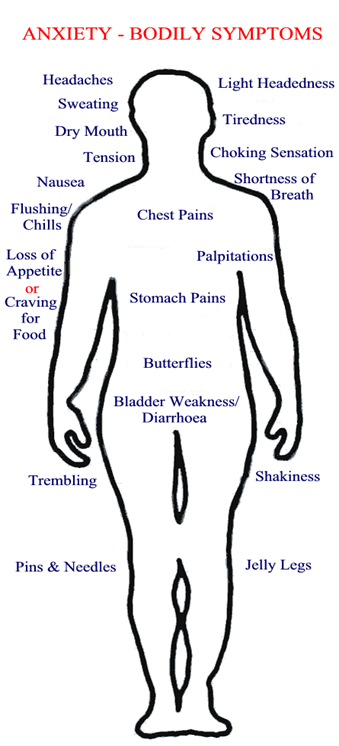 ANXIETY - BODILY SYMPTOMS
Headaches
Light Headedness
Sweating
Tiredness
Dry Mouth
Tension
Choking Sensation
Nausea
Shortness of
Breath
Flushing/
Chills
Chest Pains
Loss of
Appetite
or
Craving
for
Food
Palpitations
Stomach Pains
Butterflies
Bladder Weakness/
Diarrhoea
Trembling
Shakiness
Pins & Needles
Jelly Legs